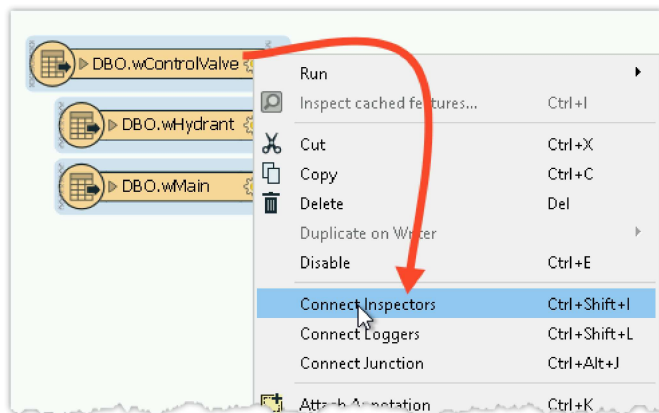 DBO.wControlValve
DBO.wHydrant
DBO.wMain
Run
Inspect cached features... Ctrl+I
Cut Ctrl+X
Copy Ctrl+C
Delete Del
Duplicate on Writer
Disable Ctrl+E
Connect Inspectors Ctrl+Shift+I
Connect Loggers Ctrl+Shift+L
Connect Junction Ctrl+Alt+J
Attach Annotation Ctrl+K